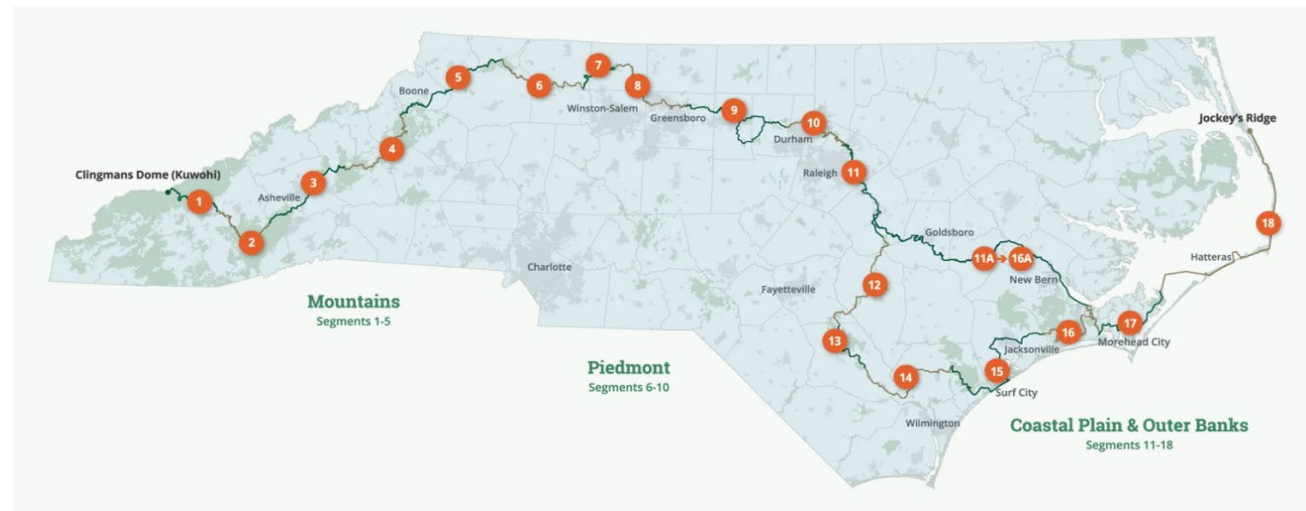 7
5
Boone
6
8
Winston-Salem
9
Greensboro
10
Durham
Jockey's Ridge
4
Clingmans Dome (Kuwohi)
3
Asheville
1
11
Raleigh
2
18
Goldsboro
11A
16A
Hatteras
Charlotte
New Bern
12
Fayetteville
Mountains
Segments 1-5
17
16
13
Morehead City
Jacksonville
Piedmont
Segments 6-10
15
14
Surf City
Wilmington
Coastal Plain & Outer Banks
Segments 11-18